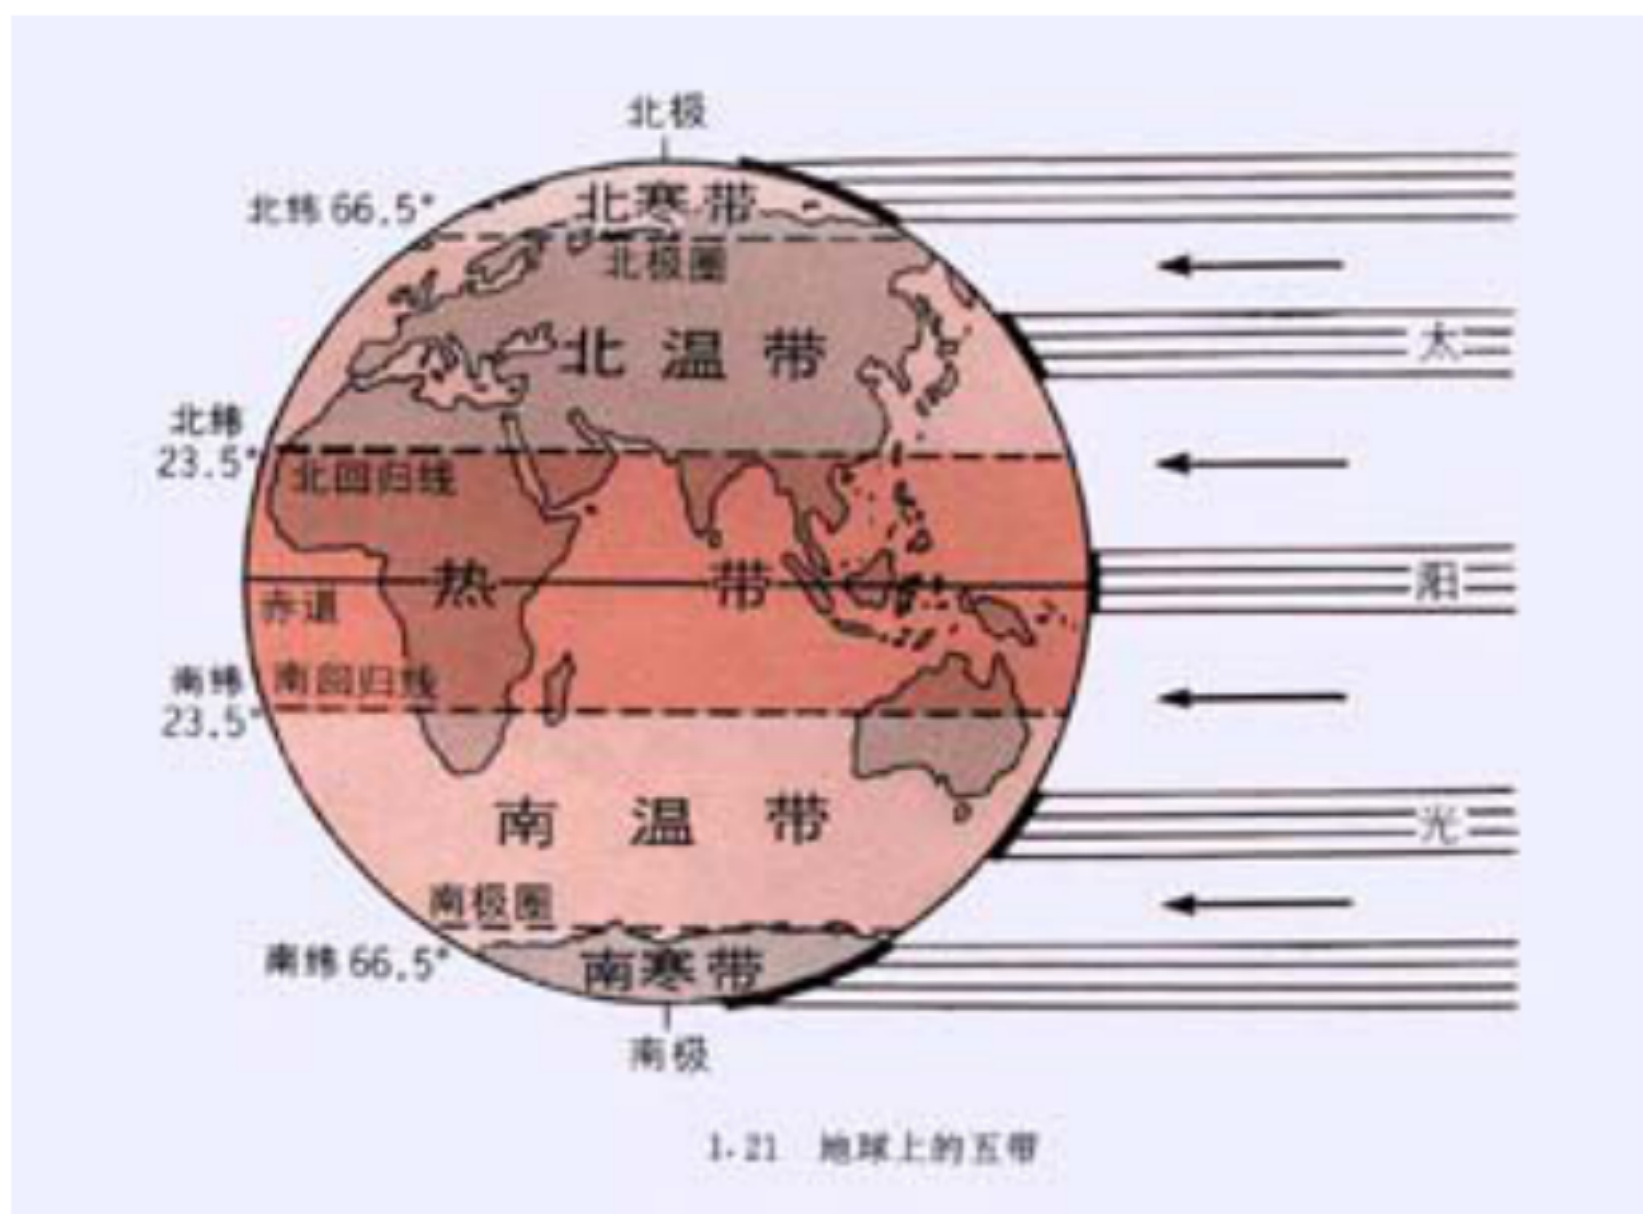 北极
北纬 66.5°
北寒带
北极圈
北温带
太
北纬
23.5°
北回归线
热带
阳
赤道
南纬
23.5°
南回归线
南温带
光
南极圈
南纬 66.5°
南寒带
南极
1.21 地球上的五带